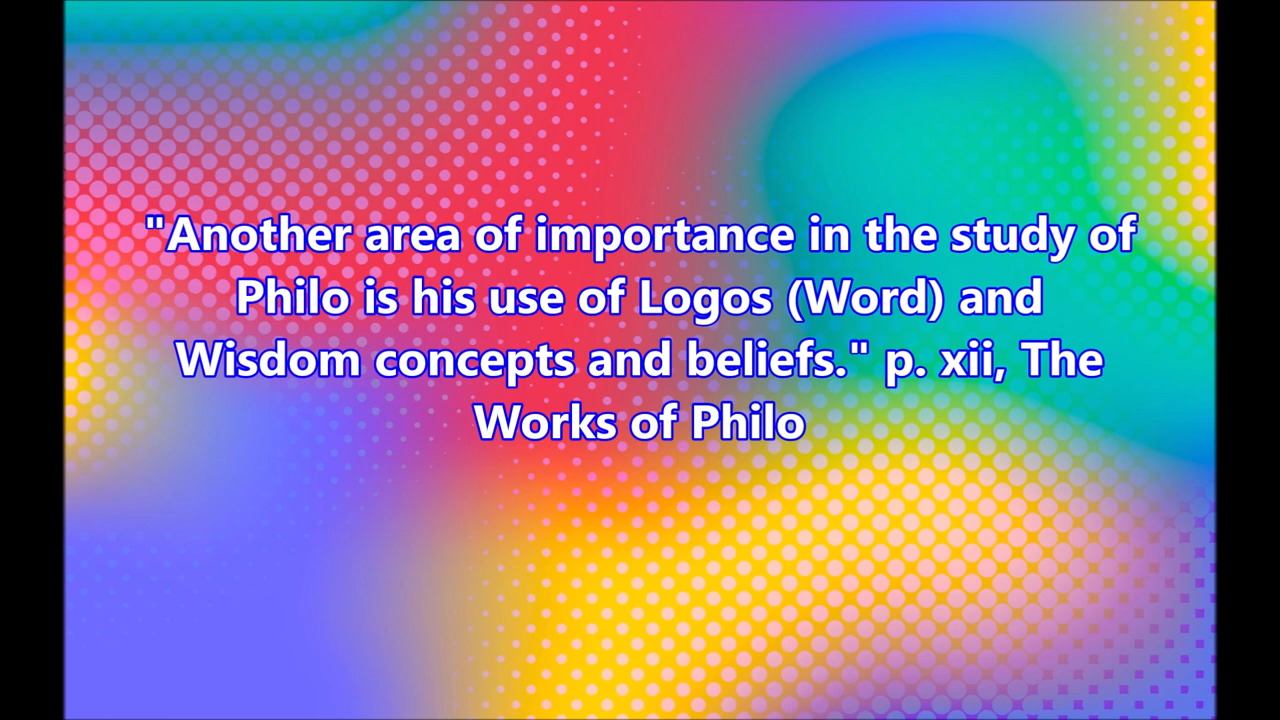 "Another area of importance in the study of
Philo is his use of Logos (Word) and
Wisdom concepts and beliefs." p. xii, The
Works of Philo